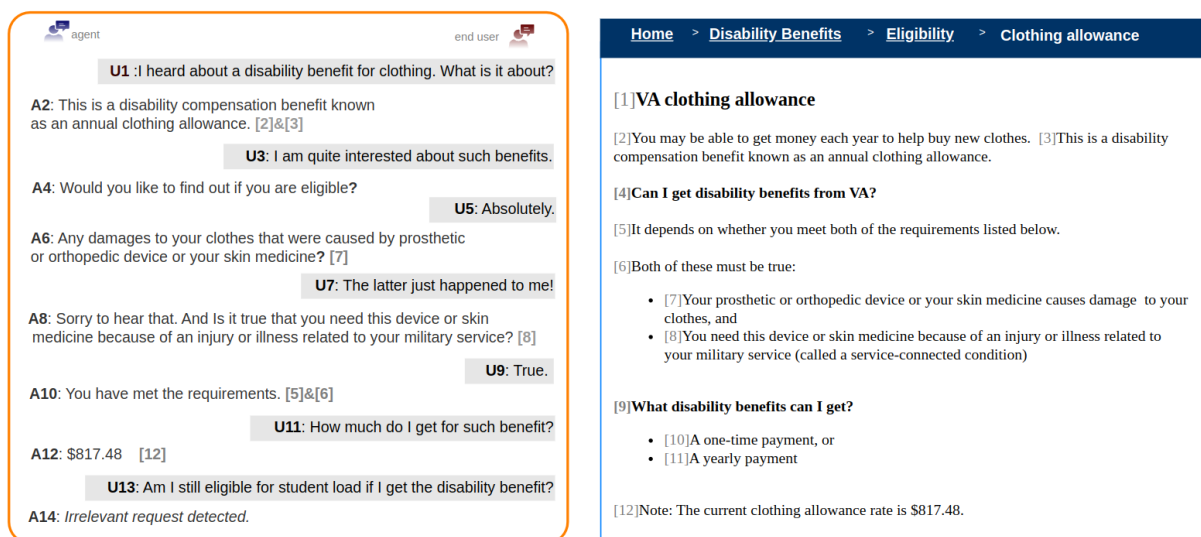 agent
end user
U1 :I heard about a disability benefit for clothing. What is it about?
A2: This is a disability compensation benefit known
as an annual clothing allowance. [2]&[3]
U3: I am quite interested about such benefits.
A4: Would you like to find out if you are eligible?
U5: Absolutely.
A6: Any damages to your clothes that were caused by prosthetic
or orthopedic device or your skin medicine? [7]
U7: The latter just happened to me!
A8: Sorry to hear that. And Is it true that you need this device or skin
medicine because of an injury or illness related to your military service? [8]
U9: True.
A10: You have met the requirements. [5]&[6]
U11: How much do I get for such benefit?
A12: $817.48 [12]
U13: Am I still eligible for student load if I get the disability benefit?
A14: Irrelevant request detected.
Home > Disability Benefits > Eligibility > Clothing allowance
[1]VA clothing allowance
[2]You may be able to get money each year to help buy new clothes. [3]This is a disability
compensation benefit known as an annual clothing allowance.
[4]Can I get disability benefits from VA?
[5]It depends on whether you meet both of the requirements listed below.
[6]Both of these must be true:
• [7]Your prosthetic or orthopedic device or your skin medicine causes damage to your
clothes, and
• [8]You need this device or skin medicine because of an injury or illness related to
your military service (called a service-connected condition)
[9]What disability benefits can I get?
• [10]A one-time payment, or
• [11]A yearly payment
[12]Note: The current clothing allowance rate is $817.48.